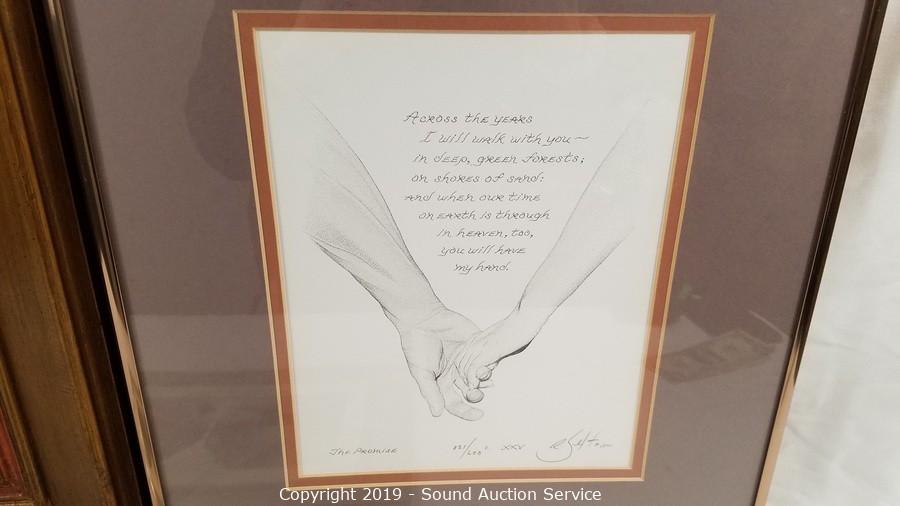 Across the years
I will walk with you~
in deep, green forests;
on shores of sand:
and when our time
on earth is through
in heaven, too,
you will have
my hand.
The Promise
XXV
Copyright 2019 - Sound Auction Service